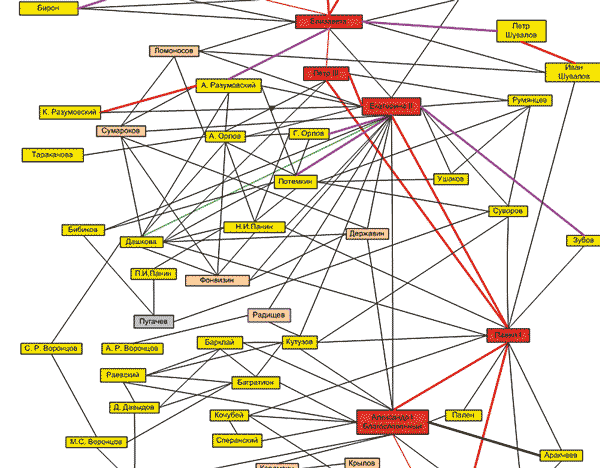 Бирон
Елизавета
Петр
Шувалов
Ломоносов
Петр III
Иван
Шувалов
А. Разумовский
Екатерина II
Румянцев
К. Разумовский
Сумароков
А. Орлов
Г. Орлов
Тараканова
Потемкин
Ушаков
Суворов
Бибиков
Н.И.Панин
Державин
Дашкова
Зубов
П.И.Панин
Фонвизин
Пугачев
Радищев
Павел I
С. Р. Воронцов
А. Р. Воронцов
Барклай
Кутузов
Раевский
Багратион
Д. Давыдов
Кочубей
Александр I
Благословенный
Пален
М.С. Воронцов
Сперанский
Аракчеев
Крылов